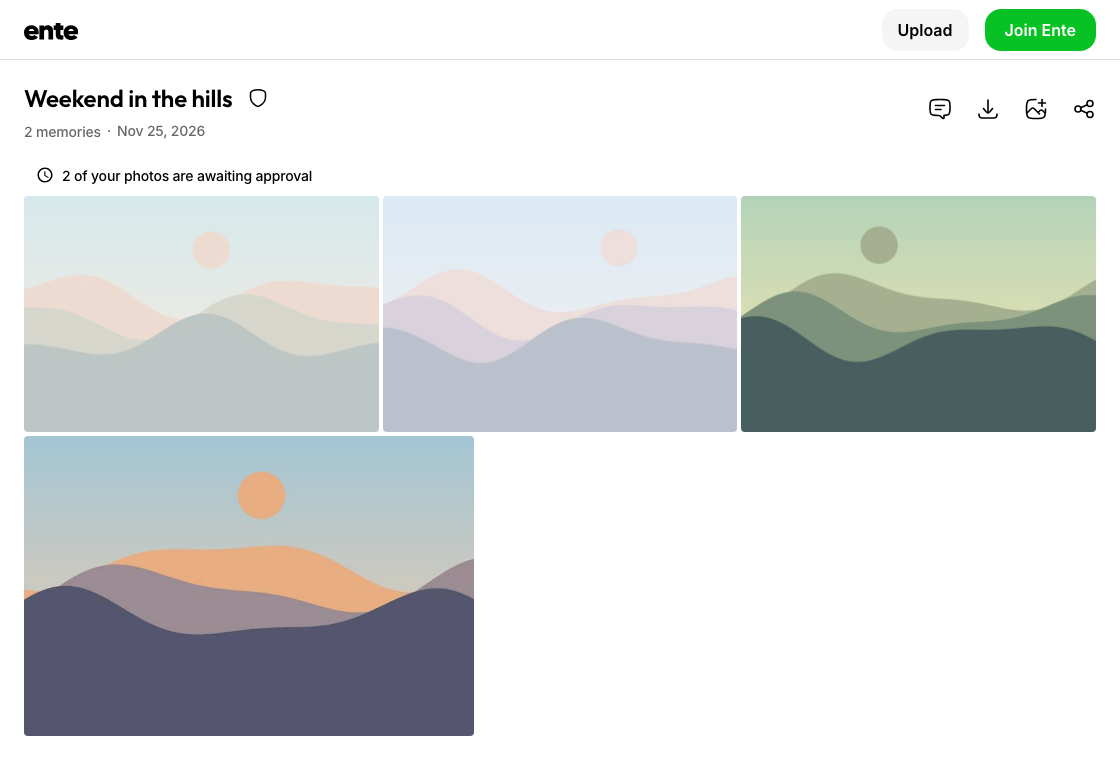 ente
Upload
Join Ente
Weekend in the hills
2 memories · Nov 25, 2026
2 of your photos are awaiting approval